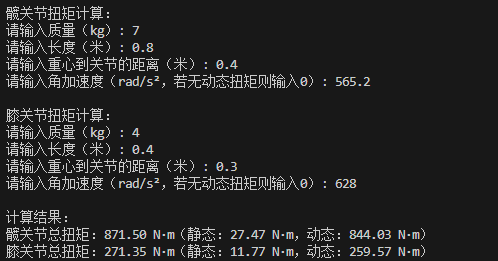 髋关节扭矩计算：
请输入质量（kg）: 7
请输入长度（米）: 0.8
请输入重心到关节的距离（米）: 0.4
请输入角加速度（rad/s²，若无动态扭矩则输入0）: 565.2
膝关节扭矩计算：
请输入质量（kg）: 4
请输入长度（米）: 0.4
请输入重心到关节的距离（米）: 0.3
请输入角加速度（rad/s²，若无动态扭矩则输入0）: 628
计算结果：
髋关节总扭矩: 871.50 N·m（静态: 27.47 N·m，动态: 844.03 N·m）
膝关节总扭矩: 271.35 N·m（静态: 11.77 N·m，动态: 259.57 N·m）